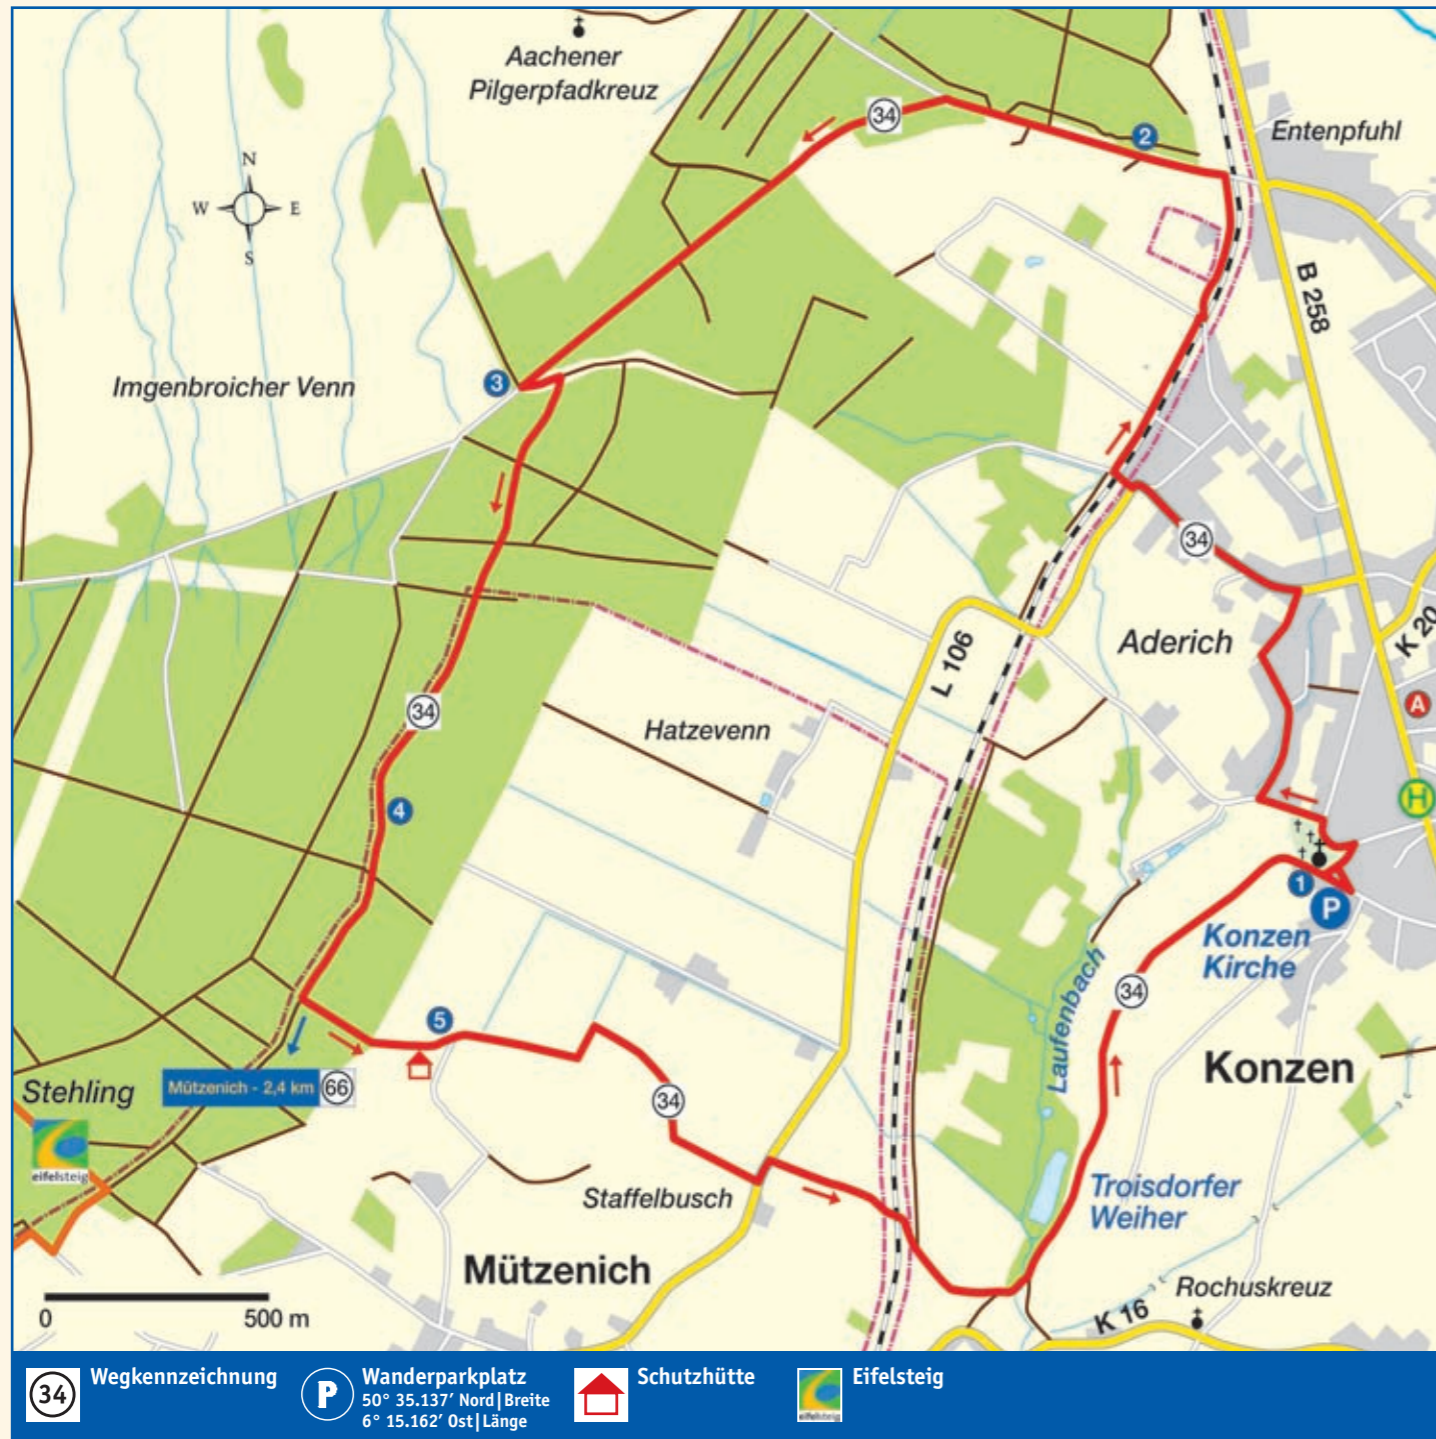 Aachener
Pilgerpfadkreuz
34
2
Entenpfuhl
N
W E
S
B 258
Imgenbroicher Venn
3
34
Aderich
K 20
L 106
A
34
Hatzevenn
H
4
1
P
Konzen
Kirche
34
Laufenbach
5
Konzen
Stehling
Mützenich - 2,4 km 66
34
eifelsteig
Troisdorfer
Weiher
Staffelbusch
Mützenich
Rochuskreuz
K 16
0 500 m
34 Wegkennzeichnung
P Wanderparkplatz
50° 35.137′ Nord|Breite
6° 15.162′ Ost|Länge
Schutzhütte
Eifelsteig
eifelsteig